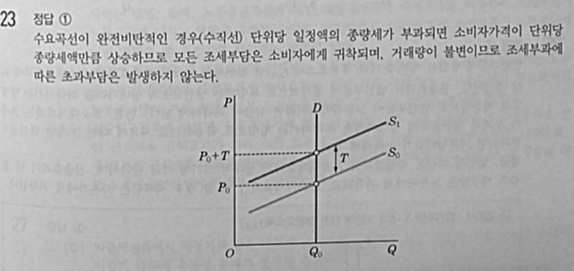 23 정답 ①
수요곡선이 완전비탄력적인 경우(수직선) 단위당 일정액의 종량세가 부과되면 소비자가격이 단위당
종량세액만큼 상승하므로 모든 조세부담은 소비자에게 귀착되며, 거래량이 불변이므로 조세부과에
따른 초과부담은 발생하지 않는다.
P
D
S₁
P₀+T
T
S₀
P₀
O
Q₀
Q